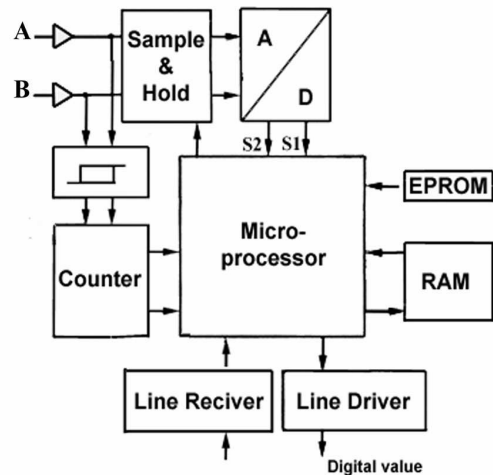 A
B
Sample
&
Hold
A
D
S2
S1
EPROM
Micro-
processor
Counter
RAM
Line Reciver
Line Driver
Digital value